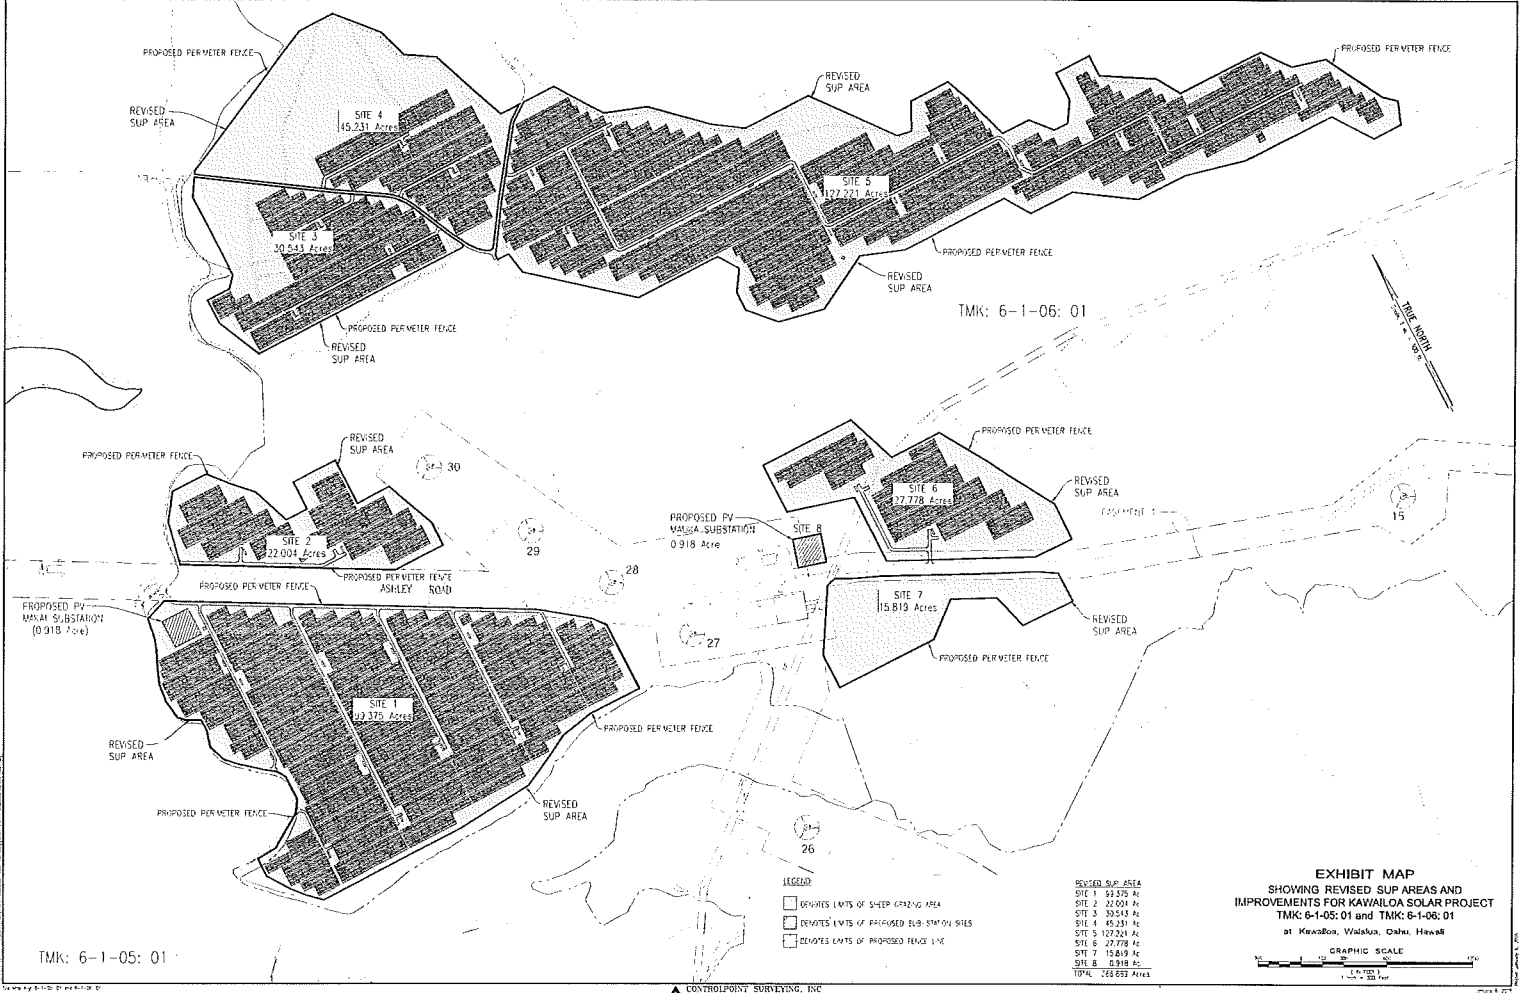 PROPOSED PERIMETER FENCE
REVISED
SUP AREA
SITE 4
45.231 Acres
SITE 3
30.543 Acres
PROPOSED PERIMETER FENCE
REVISED
SUP AREA
REVISED
SUP AREA
PROPOSED PERIMETER FENCE
SITE 5
127.221 Acres
PROPOSED PERIMETER FENCE
REVISED
SUP AREA
TMK: 6-1-06: 01
TRUE NORTH
PROPOSED PERIMETER FENCE
REVISED
SUP AREA
30
SITE 2
22.004 Acres
29
PROPOSED PERIMETER FENCE
ASHLEY ROAD
28
PROPOSED PERIMETER FENCE
PROPOSED PV
MAKAI SUBSTATION
(0.918 Acre)
27
SITE 1
99.375 Acres
REVISED
SUP AREA
PROPOSED PERIMETER FENCE
PROPOSED PERIMETER FENCE
REVISED
SUP AREA
PROPOSED PERIMETER FENCE
REVISED
SUP AREA
SITE 6
27.778 Acres
PROPOSED PV
MAUKA SUBSTATION
0.918 Acre
SITE 8
EASEMENT
15
SITE 7
15.819 Acres
REVISED
SUP AREA
PROPOSED PERIMETER FENCE
26
LEGEND:
DENOTES LIMITS OF SHEEP GRAZING AREA
DENOTES LIMITS OF PROPOSED SUB-STATION SITES
DENOTES LIMITS OF PROPOSED FENCE LINE
REVISED SUP AREA
SITE 1 99.375 Ac
SITE 2 22.004 Ac
SITE 3 30.543 Ac
SITE 4 45.231 Ac
SITE 5 127.221 Ac
SITE 6 27.778 Ac
SITE 7 15.819 Ac
SITE 8 0.918 Ac
TOTAL Acres
EXHIBIT MAP
SHOWING REVISED SUP AREAS AND
IMPROVEMENTS FOR KAWAILOA SOLAR PROJECT
TMK: 6-1-05: 01 and TMK: 6-1-06: 01
at Kawailoa, Waialua, Oahu, Hawaii
GRAPHIC SCALE
( IN FEET )
TMK: 6-1-05: 01
CONTROLPOINT SURVEYING, INC